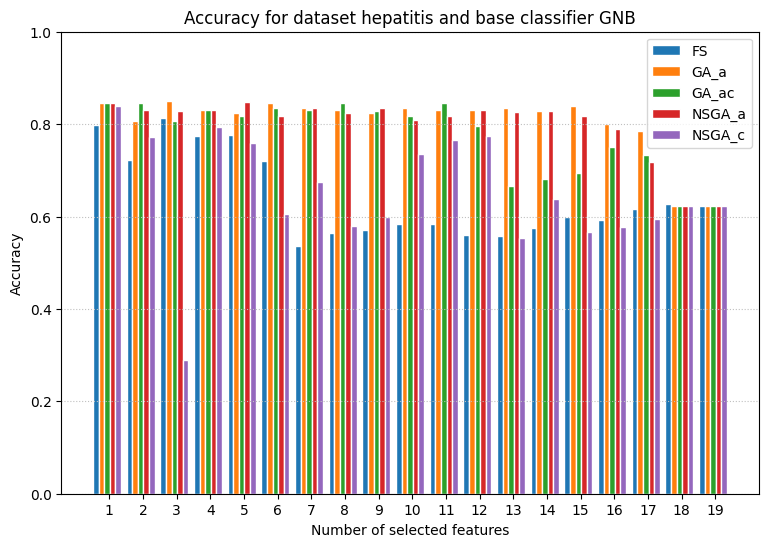 Accuracy for dataset hepatitis and base classifier GNB
1.0
0.8
0.6
0.4
0.2
0.0
Accuracy
FS
GA_a
GA_ac
NSGA_a
NSGA_c
1 2 3 4 5 6 7 8 9 10 11 12 13 14 15 16 17 18 19
Number of selected features